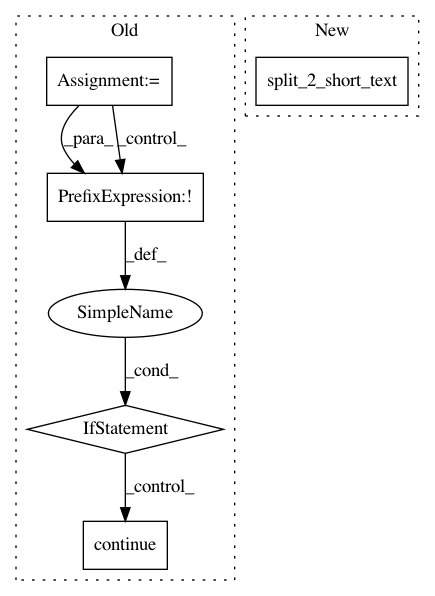 Old
New
Assignment:=
split_2_short_text
_para_
_control_
PrefixExpression:!
_def_
SimpleName
_cond_
IfStatement
_control_
continue